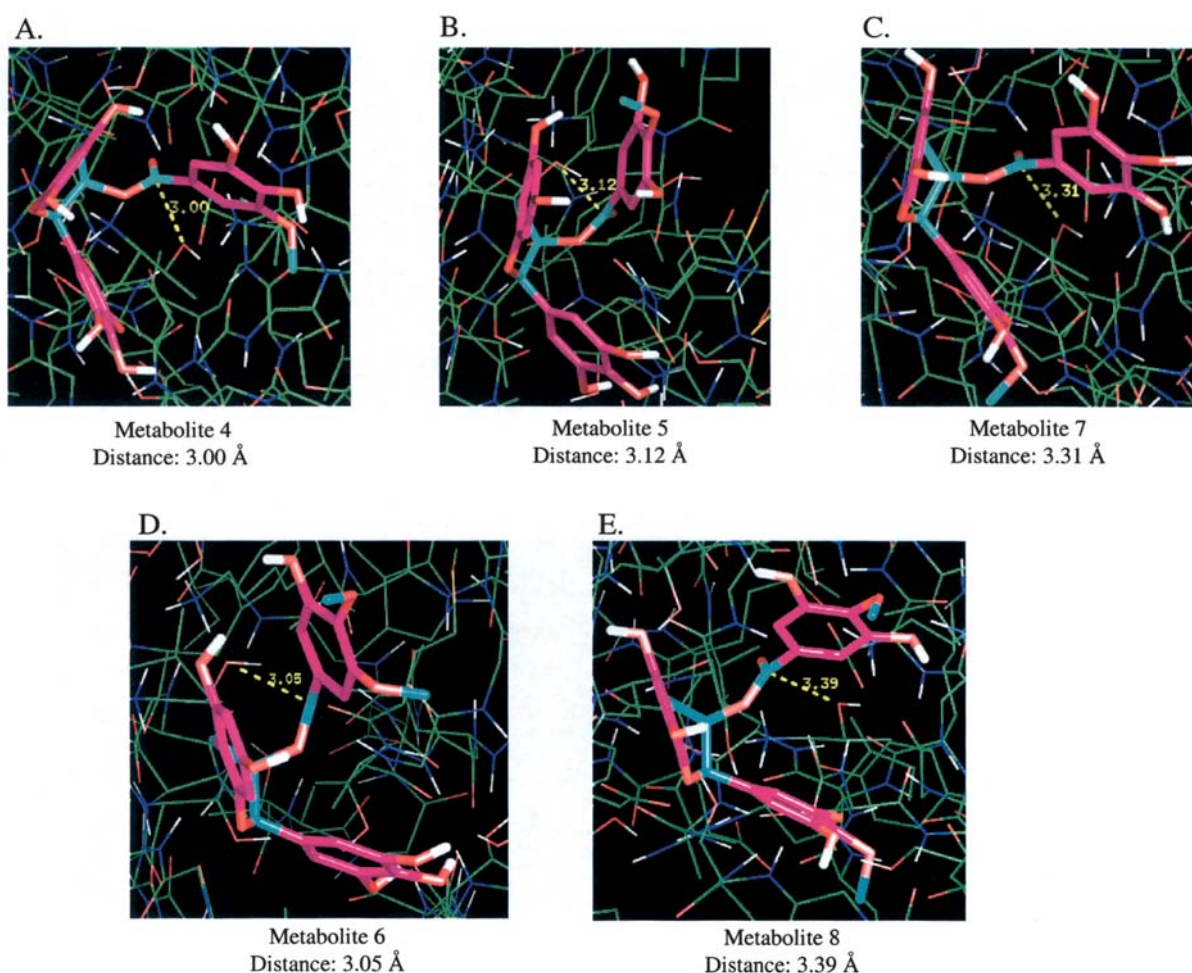 A.
B.
C.
3.00
3.12
3.31
Metabolite 4
Distance: 3.00 Å
Metabolite 5
Distance: 3.12 Å
Metabolite 7
Distance: 3.31 Å
D.
E.
3.05
3.39
Metabolite 6
Distance: 3.05 Å
Metabolite 8
Distance: 3.39 Å